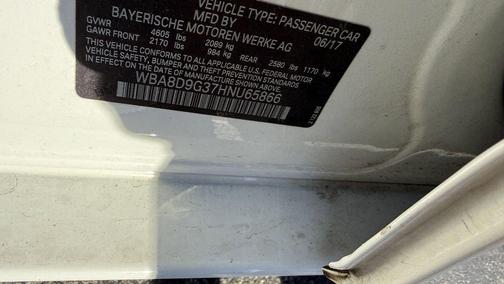 VEHICLE TYPE: PASSENGER CAR
MFD BY
BAYERISCHE MOTOREN WERKE AG 06/17
GVWR 4605 lbs 2089 kg
GAWR FRONT 2170 lbs 984 kg REAR 2580 lbs 1170 kg
THIS VEHICLE CONFORMS TO ALL APPLICABLE U.S. FEDERAL MOTOR
VEHICLE SAFETY, BUMPER AND THEFT PREVENTION STANDARDS
IN EFFECT ON THE DATE OF MANUFACTURE SHOWN ABOVE.
WBA8D9G37HNU65866